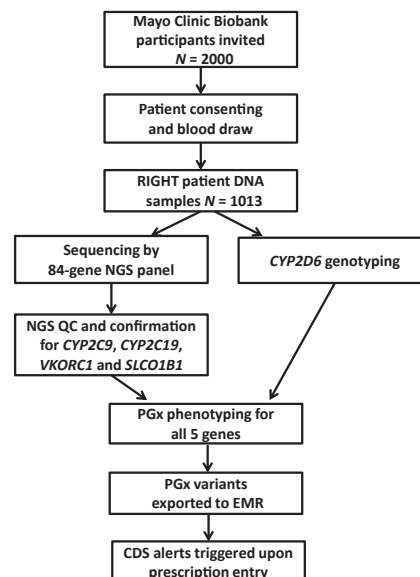 Mayo Clinic Biobank
participants invited
N = 2000
Patient consenting
and blood draw
RIGHT patient DNA
samples N = 1013
Sequencing by
84-gene NGS panel
CYP2D6 genotyping
NGS QC and confirmation
for CYP2C9, CYP2C19,
VKORC1 and SLCO1B1
PGx phenotyping for
all 5 genes
PGx variants
exported to EMR
CDS alerts triggered upon
prescription entry